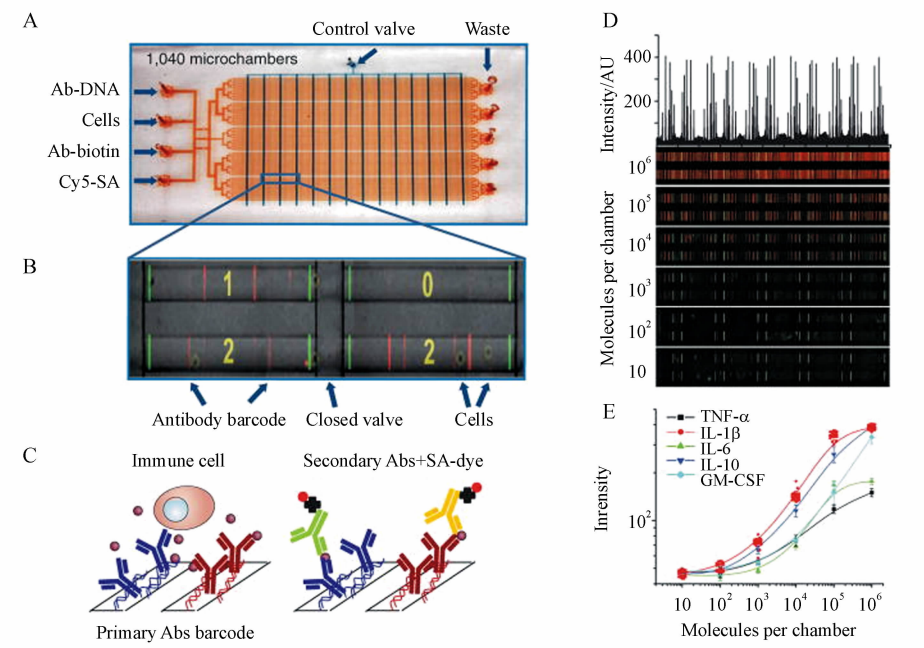 A
Control valve
Waste
1,040 microchambers
Ab-DNA
Cells
Ab-biotin
Cy5-SA
B
1
0
2
2
Antibody barcode
Closed valve
Cells
C
Immune cell
Secondary Abs+SA-dye
Primary Abs barcode
D
Intensity/AU
400
200
Molecules per chamber
10⁶
10⁵
10⁴
10³
10²
10
E
Inrensity
TNF-α
IL-1β
IL-6
IL-10
GM-CSF
10²
10 10² 10³ 10⁴ 10⁵ 10⁶
Molecules per chamber